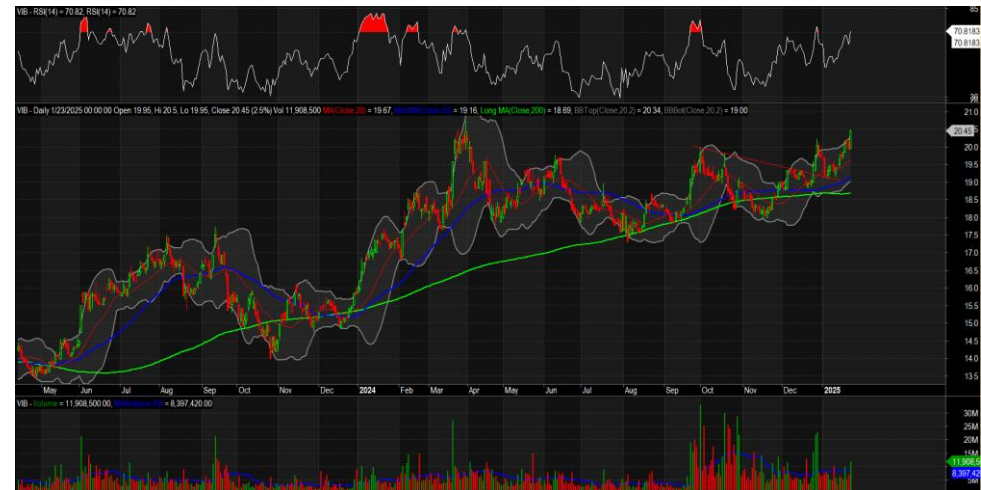 VIB - RSI(14) = 70.82, RSI(14) = 70.82
85
70.8183
70.8183
30
VIB - Daily 1/23/2025 00:00:00 Open 19.95, Hi 20.5, Lo 19.95, Close 20.45 (2.5%) Vol 11,908,500 MA(Close,20) = 19.67, = 19.16, Long MA(Close,200) = 18.69, BBTop(Close,20,2) = 20.34, BBBot(Close,20,2) = 19.00
21.0
20.45
20.0
19.5
19.0
18.5
18.0
17.5
17.0
16.5
16.0
15.5
15.0
14.5
14.0
13.5
May Jun Jul Aug Sep Oct Nov Dec 2024 Feb Mar Apr May Jun Jul Aug Sep Oct Nov Dec 2025
VIB - Volume = 11,908,500.00, = 8,397,420.00
30M
25M
20M
15M
11,908,5
8,397,42
5M